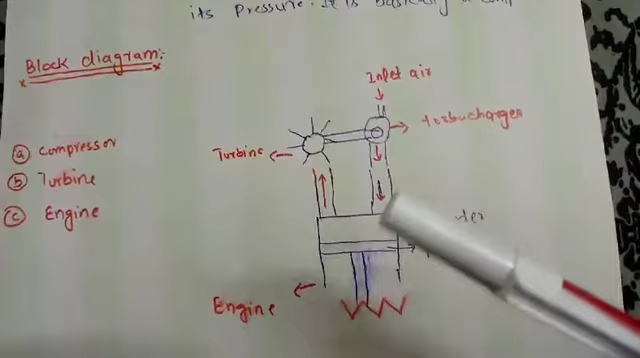 its Pressure. It is basically a
Block diagram:-
Inlet air
turbocharger
Turbine
(a) Compressor
(b) Turbine
(c) Engine
Engine